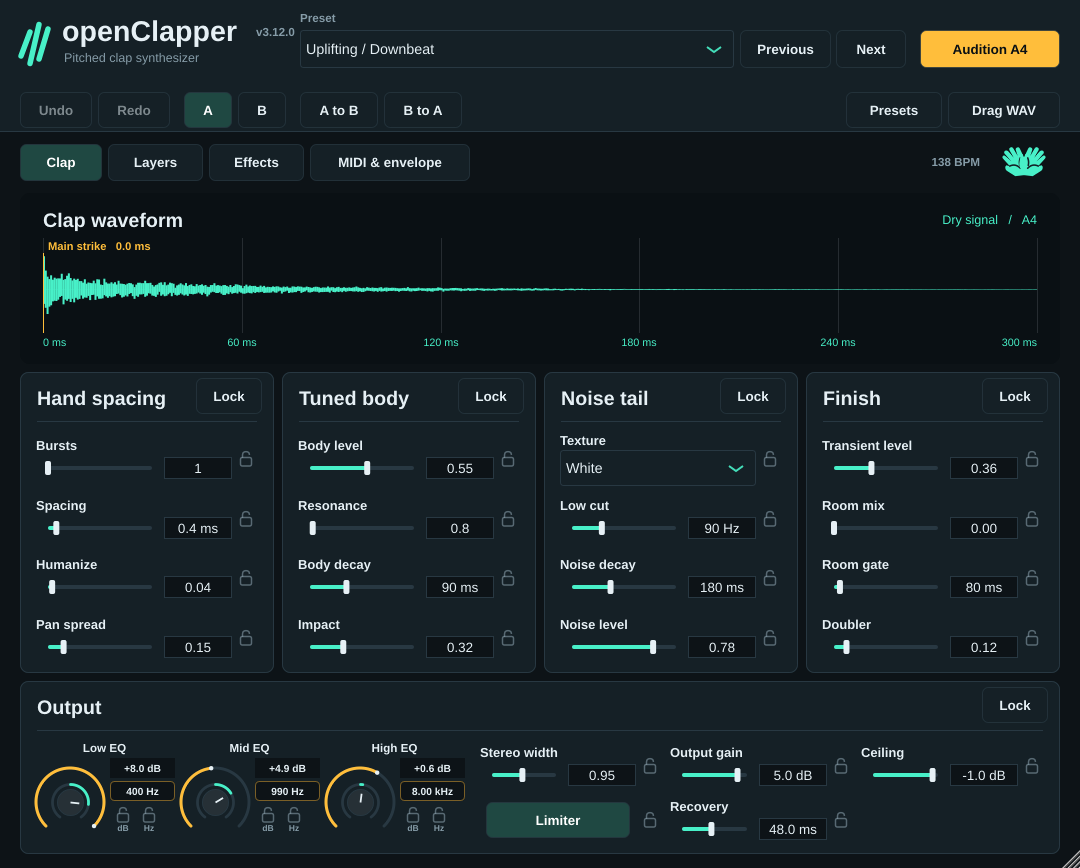 openClapper
v3.12.0
Pitched clap synthesizer
Preset
Uplifting / Downbeat
Previous
Next
Audition A4
Undo
Redo
A
B
A to B
B to A
Presets
Drag WAV
Clap
Layers
Effects
MIDI & envelope
138 BPM
Clap waveform
Dry signal / A4
Main strike 0.0 ms
0 ms
60 ms
120 ms
180 ms
240 ms
300 ms
Hand spacing
Lock
Bursts
1
Spacing
0.4 ms
Humanize
0.04
Pan spread
0.15
Tuned body
Lock
Body level
0.55
Resonance
0.8
Body decay
90 ms
Impact
0.32
Noise tail
Lock
Texture
White
Low cut
90 Hz
Noise decay
180 ms
Noise level
0.78
Finish
Lock
Transient level
0.36
Room mix
0.00
Room gate
80 ms
Doubler
0.12
Output
Lock
Low EQ
+8.0 dB
400 Hz
dB
Hz
Mid EQ
+4.9 dB
990 Hz
dB
Hz
High EQ
+0.6 dB
8.00 kHz
dB
Hz
Stereo width
0.95
Limiter
Output gain
5.0 dB
Recovery
48.0 ms
Ceiling
-1.0 dB